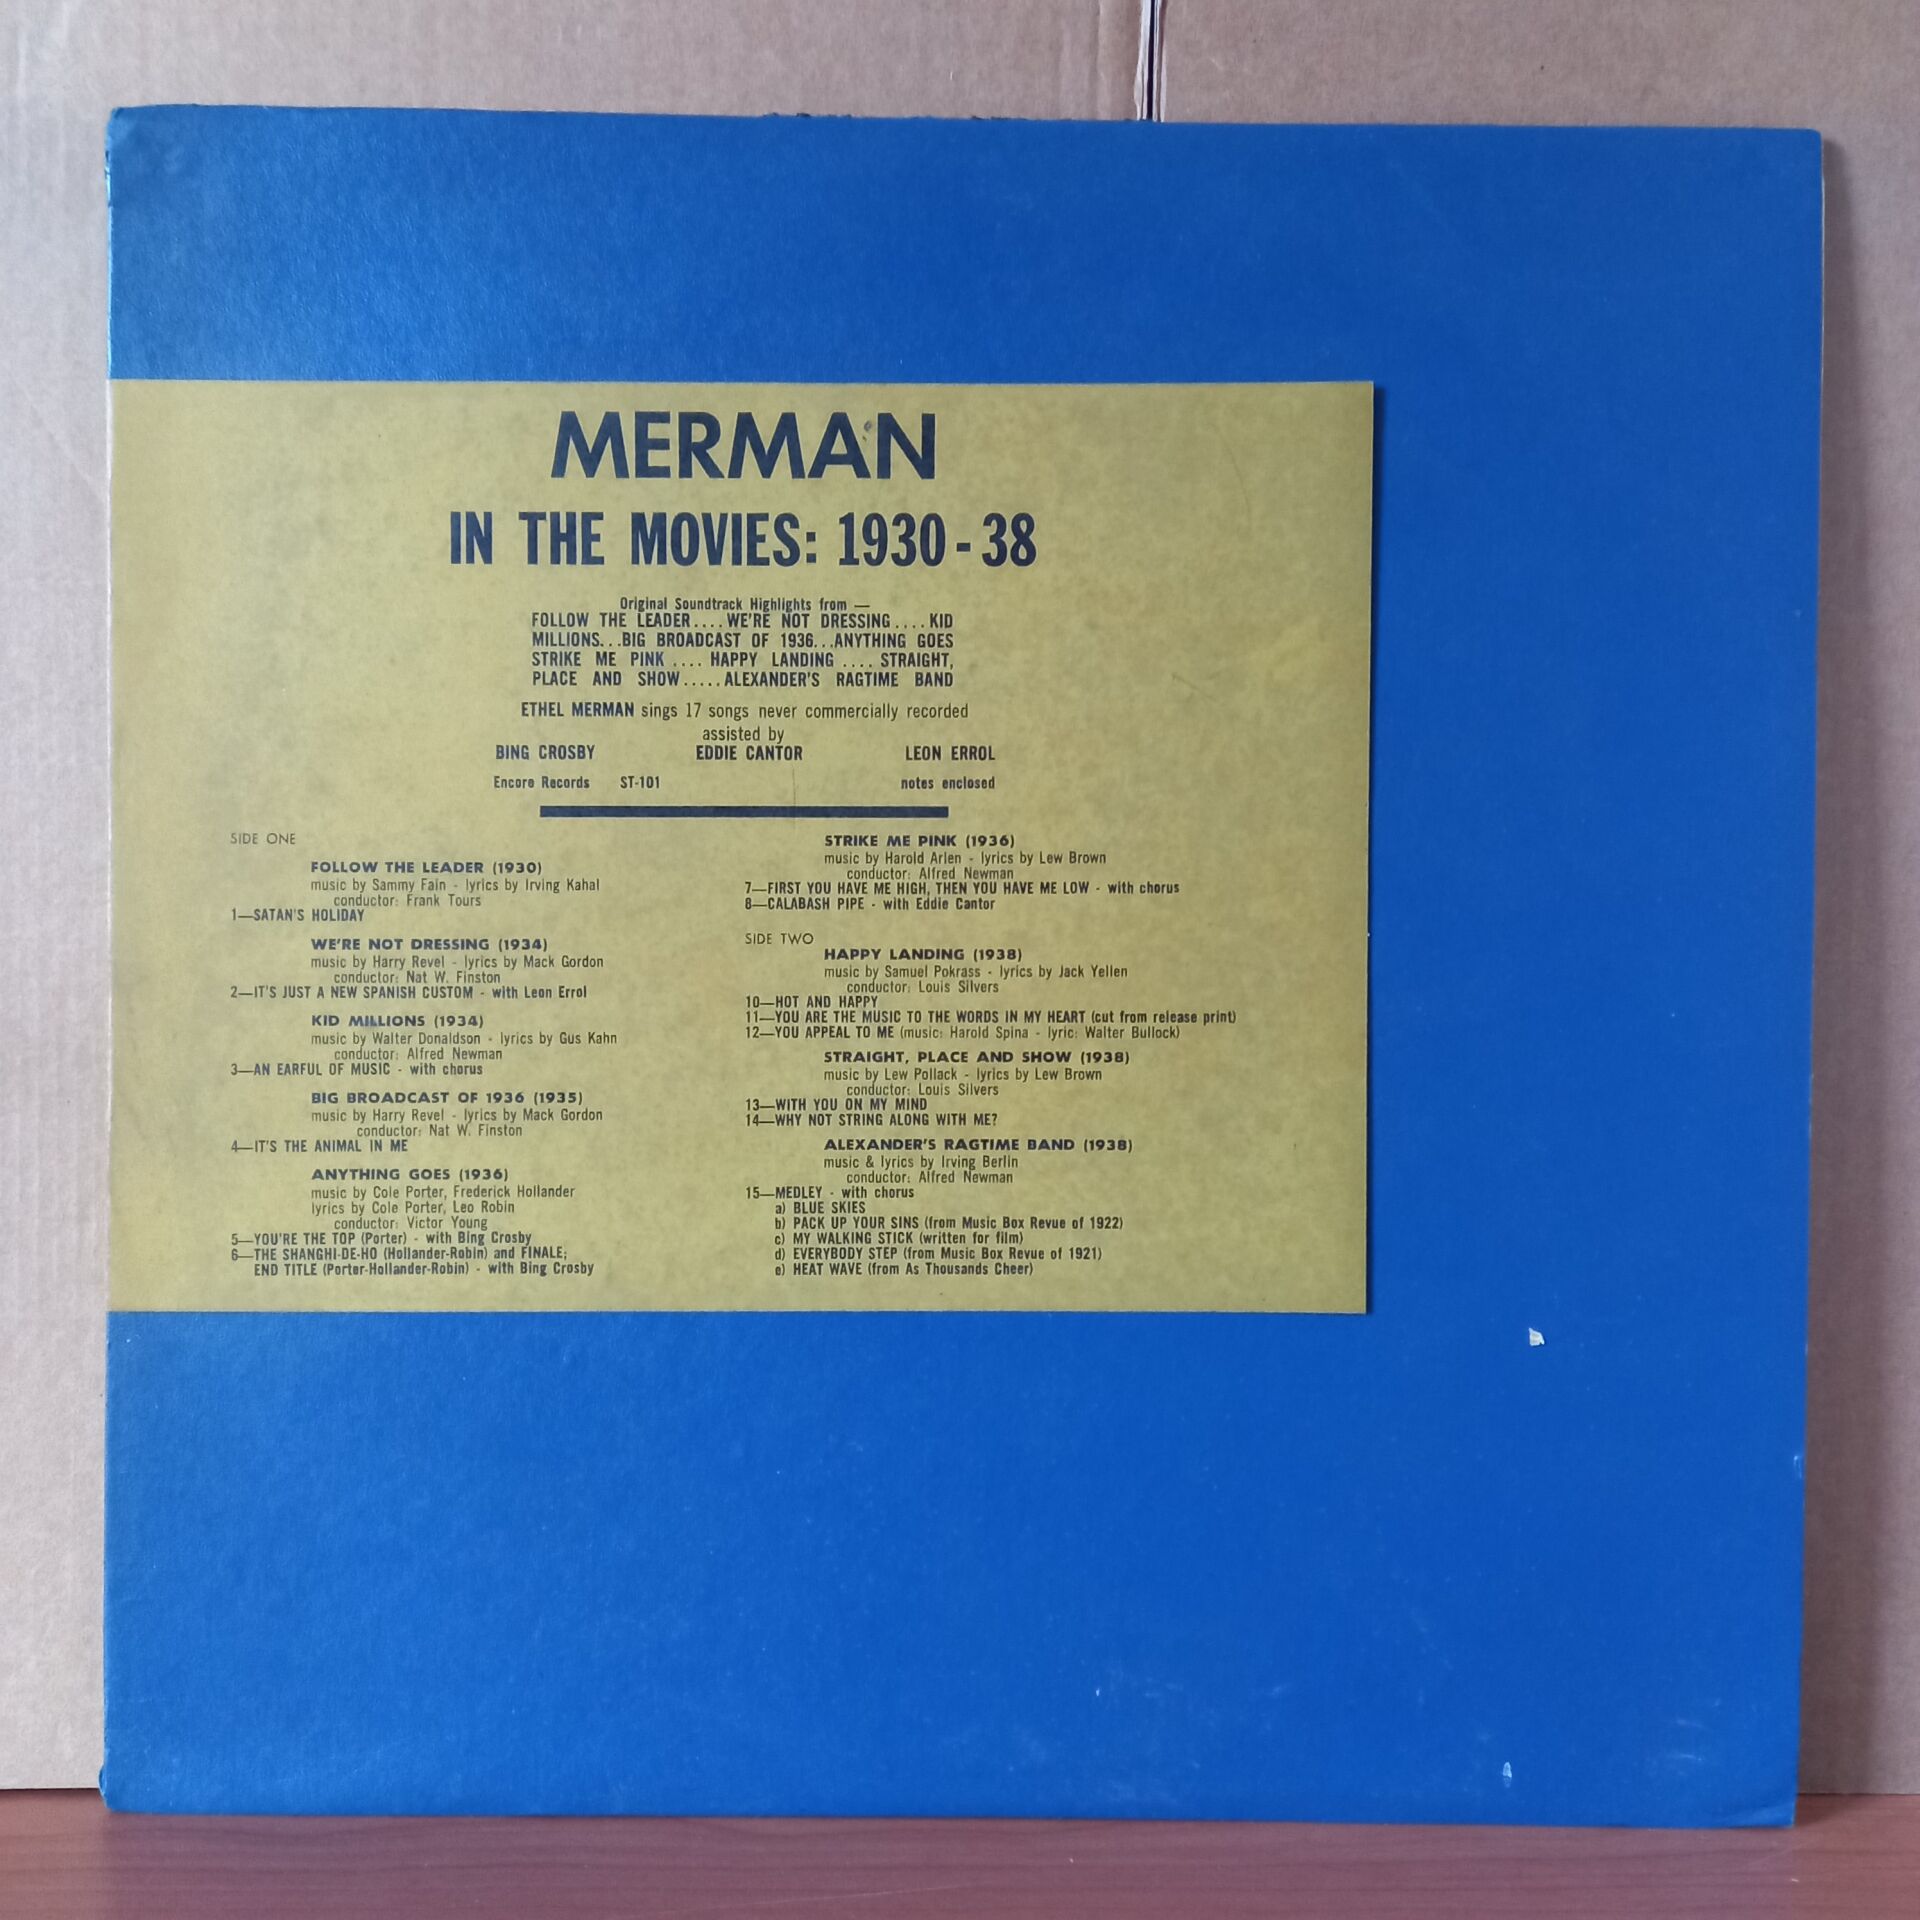 MERMAN
IN THE MOVIES: 1930-38
Original Soundtrack Highlights from —
FOLLOW THE LEADER....WE'RE NOT DRESSING....KID
MILLIONS...BIG BROADCAST OF 1936...ANYTHING GOES
STRIKE ME PINK .... HAPPY LANDING .... STRAIGHT,
PLACE AND SHOW.....ALEXANDER'S RAGTIME BAND
ETHEL MERMAN sings 17 songs never commercially recorded
assisted by
BING CROSBY EDDIE CANTOR LEON ERROL
Encore Records ST-101 notes enclosed
SIDE ONE
FOLLOW THE LEADER (1930)
music by Sammy Fain - lyrics by Irving Kahal
conductor: Frank Tours
1—SATAN'S HOLIDAY
WE'RE NOT DRESSING (1934)
music by Harry Revel - lyrics by Mack Gordon
conductor: Nat W. Finston
2—IT'S JUST A NEW SPANISH CUSTOM - with Leon Errol
KID MILLIONS (1934)
music by Walter Donaldson - lyrics by Gus Kahn
conductor: Alfred Newman
3—AN EARFUL OF MUSIC - with chorus
BIG BROADCAST OF 1936 (1935)
music by Harry Revel - lyrics by Mack Gordon
conductor: Nat W. Finston
4—IT'S THE ANIMAL IN ME
ANYTHING GOES (1936)
music by Cole Porter, Frederick Hollander
lyrics by Cole Porter, Leo Robin
conductor: Victor Young
5—YOU'RE THE TOP (Porter) - with Bing Crosby
6—THE SHANGHI-DE-HO (Hollander-Robin) and FINALE;
END TITLE (Porter-Hollander-Robin) - with Bing Crosby
STRIKE ME PINK (1936)
music by Harold Arlen - lyrics by Lew Brown
conductor: Alfred Newman
7—FIRST YOU HAVE ME HIGH, THEN YOU HAVE ME LOW - with chorus
8—CALABASH PIPE - with Eddie Cantor
SIDE TWO
HAPPY LANDING (1938)
music by Samuel Pokrass - lyrics by Jack Yellen
conductor: Louis Silvers
10—HOT AND HAPPY
11—YOU ARE THE MUSIC TO THE WORDS IN MY HEART (cut from release print)
12—YOU APPEAL TO ME (music: Harold Spina - lyric: Walter Bullock)
STRAIGHT, PLACE AND SHOW (1938)
music by Lew Pollack - lyrics by Lew Brown
conductor: Louis Silvers
13—WITH YOU ON MY MIND
14—WHY NOT STRING ALONG WITH ME?
ALEXANDER'S RAGTIME BAND (1938)
music & lyrics by Irving Berlin
conductor: Alfred Newman
15—MEDLEY - with chorus
a) BLUE SKIES
b) PACK UP YOUR SINS (from Music Box Revue of 1922)
c) MY WALKING STICK (written for film)
d) EVERYBODY STEP (from Music Box Revue of 1921)
e) HEAT WAVE (from As Thousands Cheer)